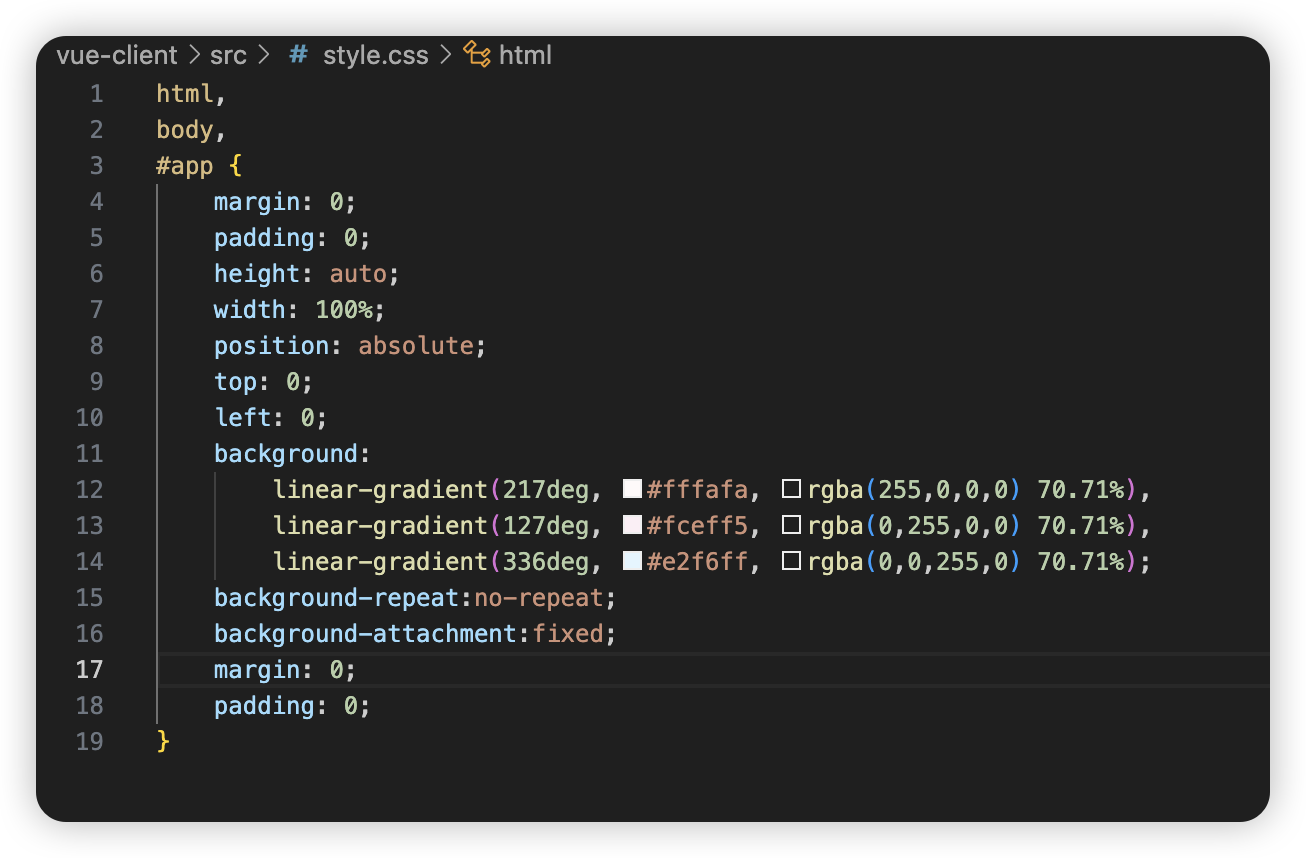 vue-client > src > # style.css > html
1 html,
2 body,
3 #app {
4 margin: 0;
5 padding: 0;
6 height: auto;
7 width: 100%;
8 position: absolute;
9 top: 0;
10 left: 0;
11 background:
12 linear-gradient(217deg, #fffafa, rgba(255,0,0,0) 70.71%),
13 linear-gradient(127deg, #fceff5, rgba(0,255,0,0) 70.71%),
14 linear-gradient(336deg, #e2f6ff, rgba(0,0,255,0) 70.71%);
15 background-repeat:no-repeat;
16 background-attachment:fixed;
17 margin: 0;
18 padding: 0;
19 }